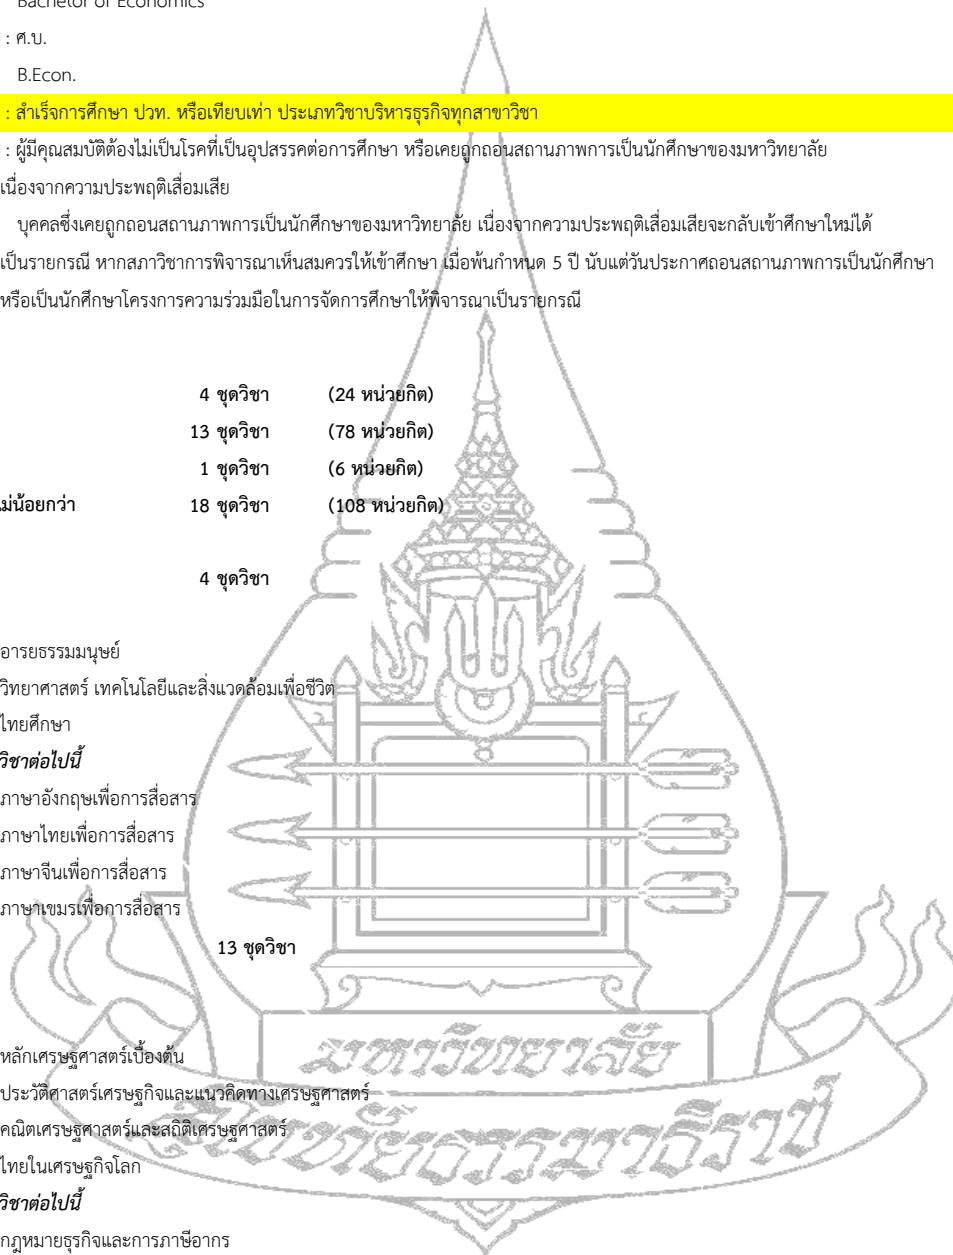 Bachelor of Economics
: ศ.บ.
B.Econ.
: สำเร็จการศึกษา ปวท. หรือเทียบเท่า ประเภทวิชาบริหารธุรกิจทุกสาขาวิชา
: ผู้มีคุณสมบัติต้องไม่เป็นโรคที่เป็นอุปสรรคต่อการศึกษา หรือเคยถูกถอนสถานภาพการเป็นนักศึกษาของมหาวิทยาลัย
เนื่องจากความประพฤติเสื่อมเสีย
บุคคลซึ่งเคยถูกถอนสถานภาพการเป็นนักศึกษาของมหาวิทยาลัย เนื่องจากความประพฤติเสื่อมเสียจะกลับเข้าศึกษาใหม่ได้
เป็นรายกรณี หากสภาวิชาการพิจารณาเห็นสมควรให้เข้าศึกษา เมื่อพ้นกำหนด 5 ปี นับแต่วันประกาศถอนสถานภาพการเป็นนักศึกษา
หรือเป็นนักศึกษาโครงการความร่วมมือในการจัดการศึกษาให้พิจารณาเป็นรายกรณี
4 ชุดวิชา (24 หน่วยกิต)
13 ชุดวิชา (78 หน่วยกิต)
1 ชุดวิชา (6 หน่วยกิต)
ไม่น้อยกว่า 18 ชุดวิชา (108 หน่วยกิต)
4 ชุดวิชา
อารยธรรมมนุษย์
วิทยาศาสตร์ เทคโนโลยีและสิ่งแวดล้อมเพื่อชีวิต
ไทยศึกษา
วิชาต่อไปนี้
ภาษาอังกฤษเพื่อการสื่อสาร
ภาษาไทยเพื่อการสื่อสาร
ภาษาจีนเพื่อการสื่อสาร
ภาษาเขมรเพื่อการสื่อสาร
13 ชุดวิชา
มหาวิทยาลัย
หลักเศรษฐศาสตร์เบื้องต้น
ประวัติศาสตร์เศรษฐกิจและแนวคิดทางเศรษฐศาสตร์
คณิตเศรษฐศาสตร์และสถิติเศรษฐศาสตร์
สุโขทัยธรรมาธิราช
ไทยในเศรษฐกิจโลก
วิชาต่อไปนี้
กฎหมายธุรกิจและการภาษีอากร